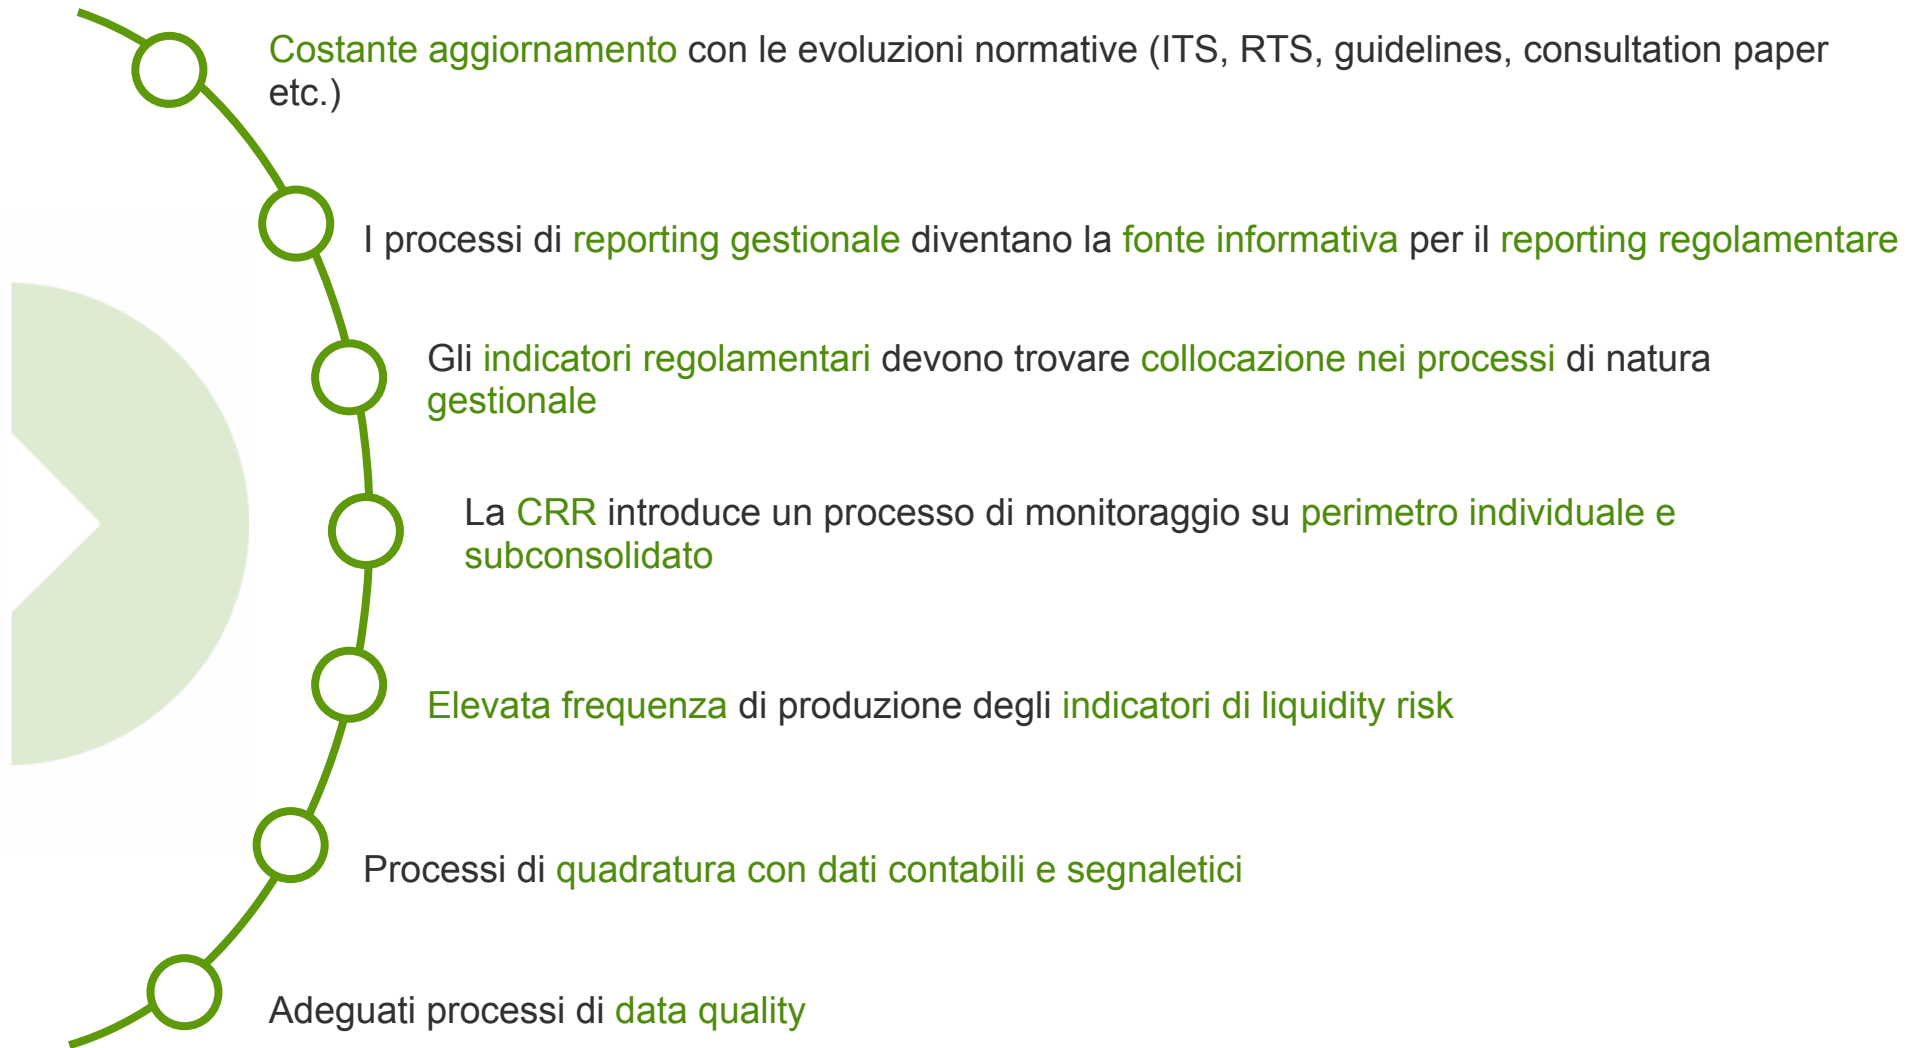 Costante aggiornamento con le evoluzioni normative (ITS, RTS, guidelines, consultation paper
etc.)
I processi di reporting gestionale diventano la fonte informativa per il reporting regolamentare
Gli indicatori regolamentari devono trovare collocazione nei processi di natura
gestionale
La CRR introduce un processo di monitoraggio su perimetro individuale e
subconsolidato
Elevata frequenza di produzione degli indicatori di liquidity risk
Processi di quadratura con dati contabili e segnaletici
Adeguati processi di data quality